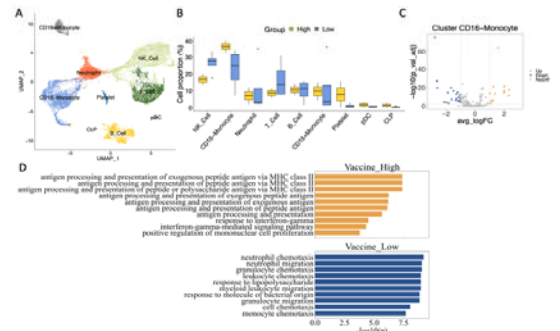 A
CD16-Monocyte
NK_Cell
Neutrophil
CD16-Monocyte
Platelet
pDC
CLP
B_Cell
UMAP_2
UMAP_1
B
Group High Low
Cell proportion (%)
40
30
20
10
0
NK_Cell
CD16-Monocyte
Neutrophil
T_Cell
B_Cell
CD16-Monocyte
Platelet
pDC
CLP
C
Cluster CD16-Monocyte
-log10(p_val_adj)
avg_logFC
Up
Down
D
Vaccine_High
antigen processing and presentation of exogenous peptide antigen via MHC class II
antigen processing and presentation of peptide antigen via MHC class II
antigen processing and presentation of peptide or polysaccharide antigen via MHC class II
antigen processing and presentation of exogenous peptide antigen
antigen processing and presentation of exogenous antigen
antigen processing and presentation of peptide antigen
antigen processing and presentation
response to interferon-gamma
interferon-gamma-mediated signaling pathway
positive regulation of mononuclear cell proliferation
Vaccine_Low
neutrophil chemotaxis
neutrophil migration
granulocyte chemotaxis
leukocyte chemotaxis
response to lipopolysaccharide
myeloid leukocyte migration
response to molecule of bacterial origin
granulocyte migration
cell chemotaxis
monocyte chemotaxis
0.0 2.5 5.0 7.5
-log10(p)